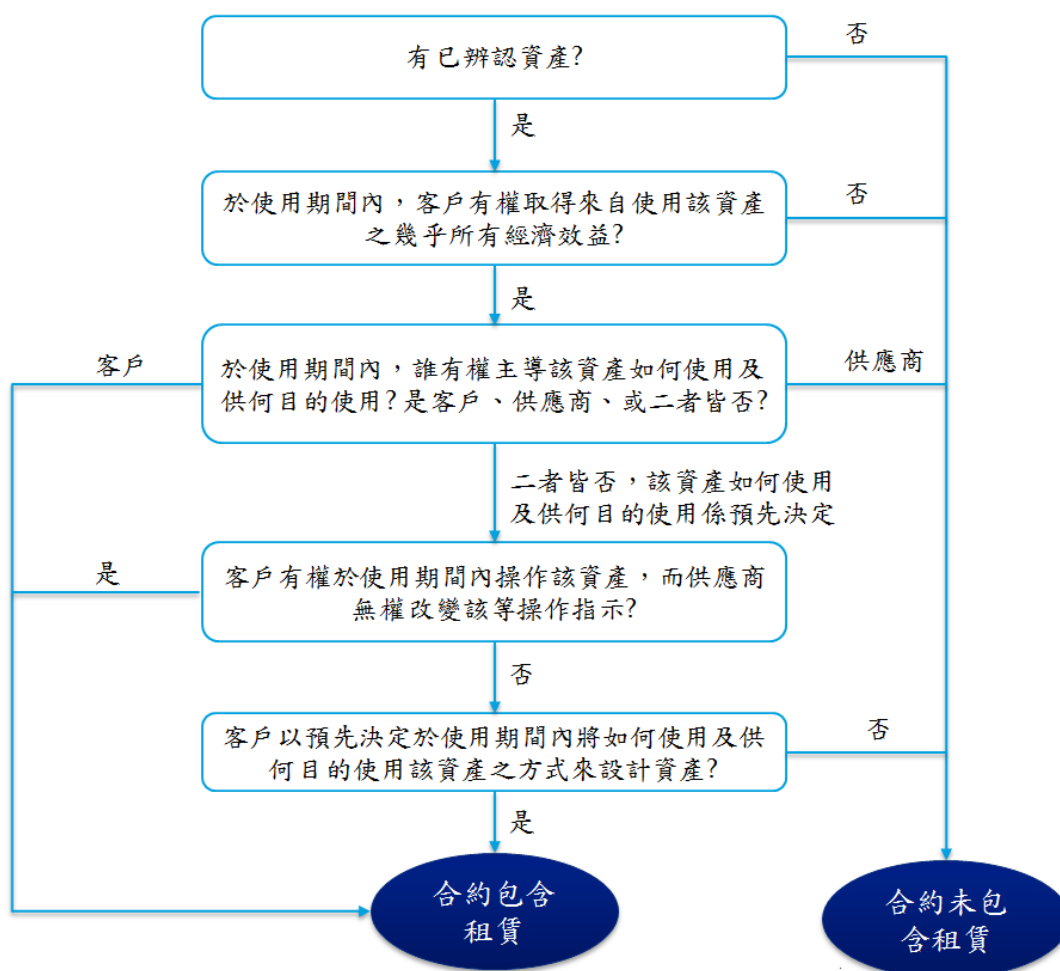 有已辨認資產?
否
是
於使用期間內，客戶有權取得來自使用該資產
之幾乎所有經濟效益?
否
是
客戶
於使用期間內，誰有權主導該資產如何使用及
供何目的使用?是客戶、供應商、或二者皆否?
供應商
二者皆否，該資產如何使用
及供何目的使用係預先決定
是
客戶有權於使用期間內操作該資產，而供應商
無權改變該等操作指示?
否
客戶以預先決定於使用期間內將如何使用及供
何目的使用該資產之方式來設計資產?
否
是
合約包含
租賃
合約未包
含租賃